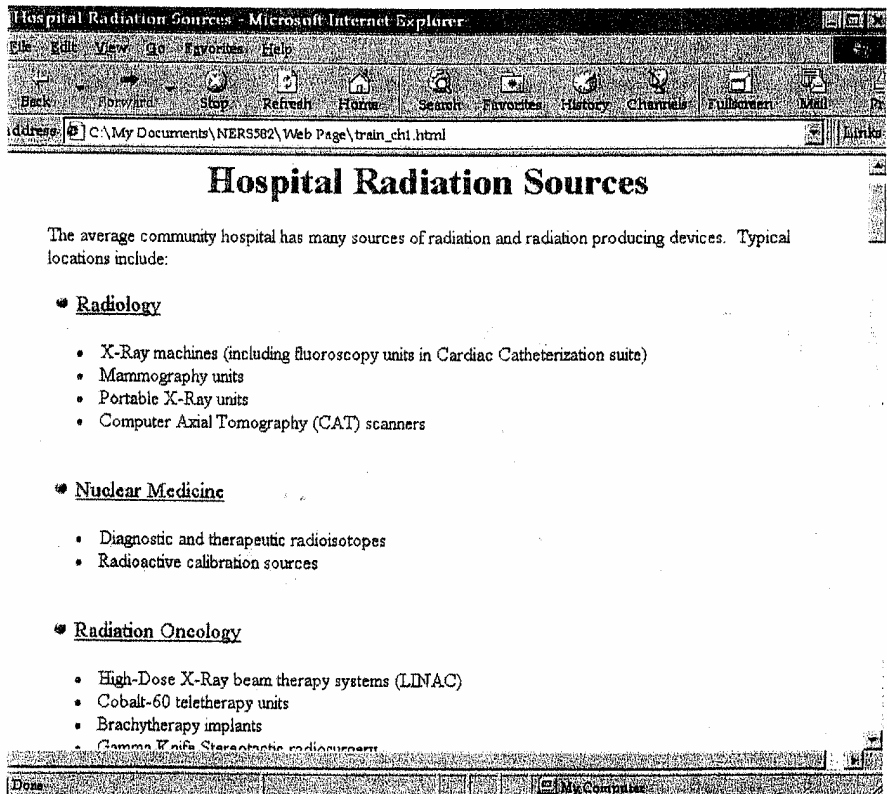 Hospital Radiation Sources - Microsoft Internet Explorer
File Edit View Go Favorites Help
Back Forward Stop Refresh Home Search Favorites History Channels Fullscreen Mail
Address C:\My Documents\NERS582\Web Page\train_ch1.html Links
Hospital Radiation Sources
The average community hospital has many sources of radiation and radiation producing devices. Typical
locations include:
Radiology
• X-Ray machines (including fluoroscopy units in Cardiac Catheterization suite)
• Mammography units
• Portable X-Ray units
• Computer Axial Tomography (CAT) scanners
Nuclear Medicine
• Diagnostic and therapeutic radioisotopes
• Radioactive calibration sources
Radiation Oncology
• High-Dose X-Ray beam therapy systems (LINAC)
• Cobalt-60 teletherapy units
• Brachytherapy implants
• Gamma Knife Stereotactic radiosurgery
Done My Computer